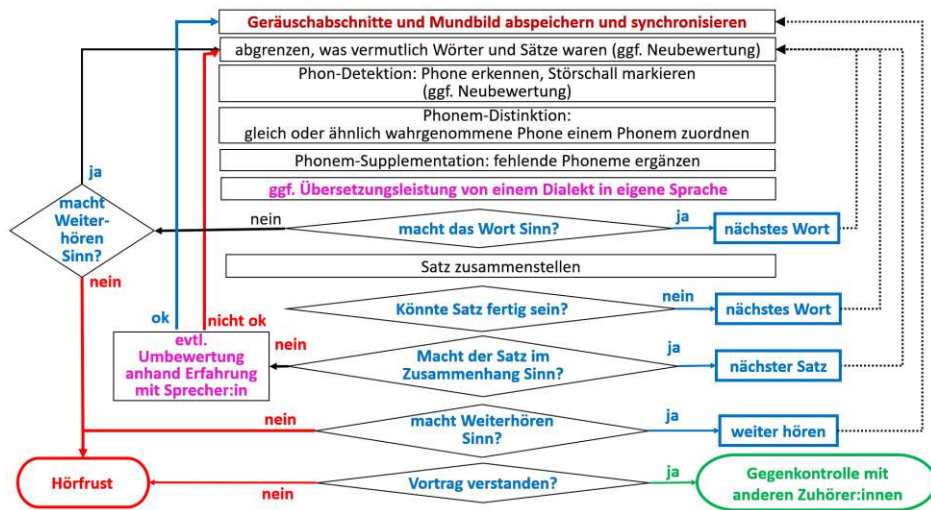 Geräuschabschnitte und Mundbild abspeichern und synchronisieren
abgrenzen, was vermutlich Wörter und Sätze waren (ggf. Neubewertung)
Phon-Detektion: Phone erkennen, Störschall markieren
(ggf. Neubewertung)
Phonem-Distinktion:
gleich oder ähnlich wahrgenommene Phone einem Phonem zuordnen
Phonem-Supplementation: fehlende Phoneme ergänzen
ggf. Übersetzungsleistung von einem Dialekt in eigene Sprache
ja
macht
Weiter-
hören
Sinn?
nein
nein
macht das Wort Sinn?
ja
nächstes Wort
Satz zusammenstellen
Könnte Satz fertig sein?
nein
nächstes Wort
ok
nicht ok
evtl.
Umbewertung
anhand Erfahrung
mit Sprecher:in
nein
Macht der Satz im
Zusammenhang Sinn?
ja
nächster Satz
nein
macht Weiterhören
Sinn?
ja
weiter hören
Hörfrust
nein
Vortrag verstanden?
ja
Gegenkontrolle mit
anderen Zuhörer:innen